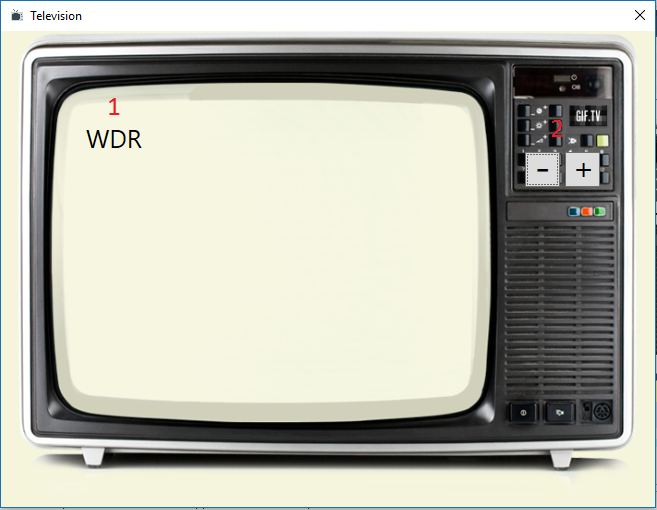 Television
1
WDR
GIF.TV
2
- +